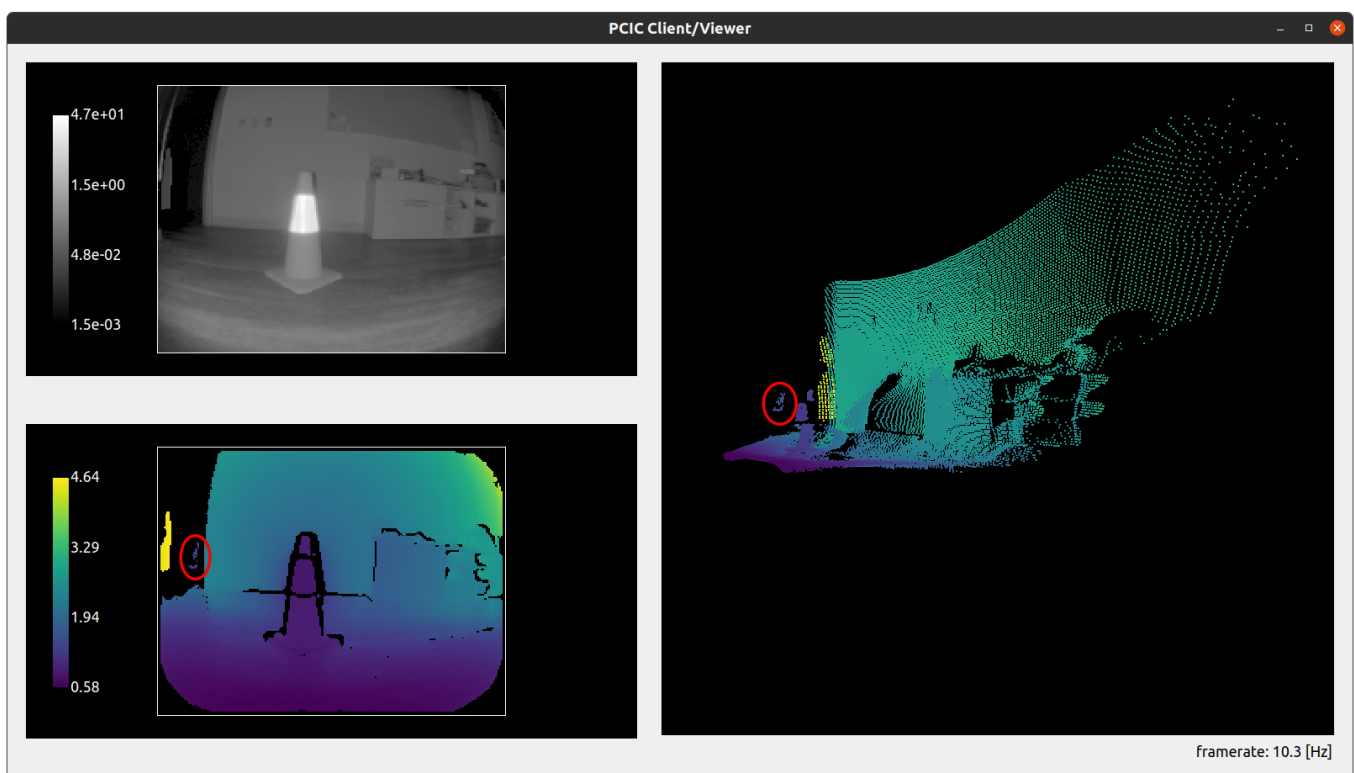 PCIC Client/Viewer
4.7e+01
1.5e+00
4.8e-02
1.5e-03
4.64
3.29
1.94
0.58
framerate: 10.3 [Hz]